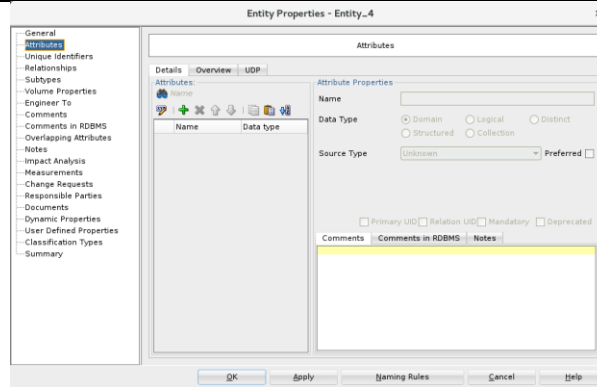 Entity Properties - Entity_4
General
Attributes
Unique Identifiers
Relationships
Subtypes
Volume Properties
Engineer To
Comments
Comments in RDBMS
Overlapping Attributes
Notes
Impact Analysis
Measurements
Change Requests
Responsible Parties
Documents
Dynamic Properties
User Defined Properties
Classification Types
Summary
Attributes
Details Overview UDP
Attributes:
Name
Name Data type
Attribute Properties
Name
Data Type Domain Logical Distinct
Structured Collection
Source Type Unknown Preferred
Primary UID Relation UID Mandatory Deprecated
Comments Comments in RDBMS Notes
OK Apply Naming Rules Cancel Help